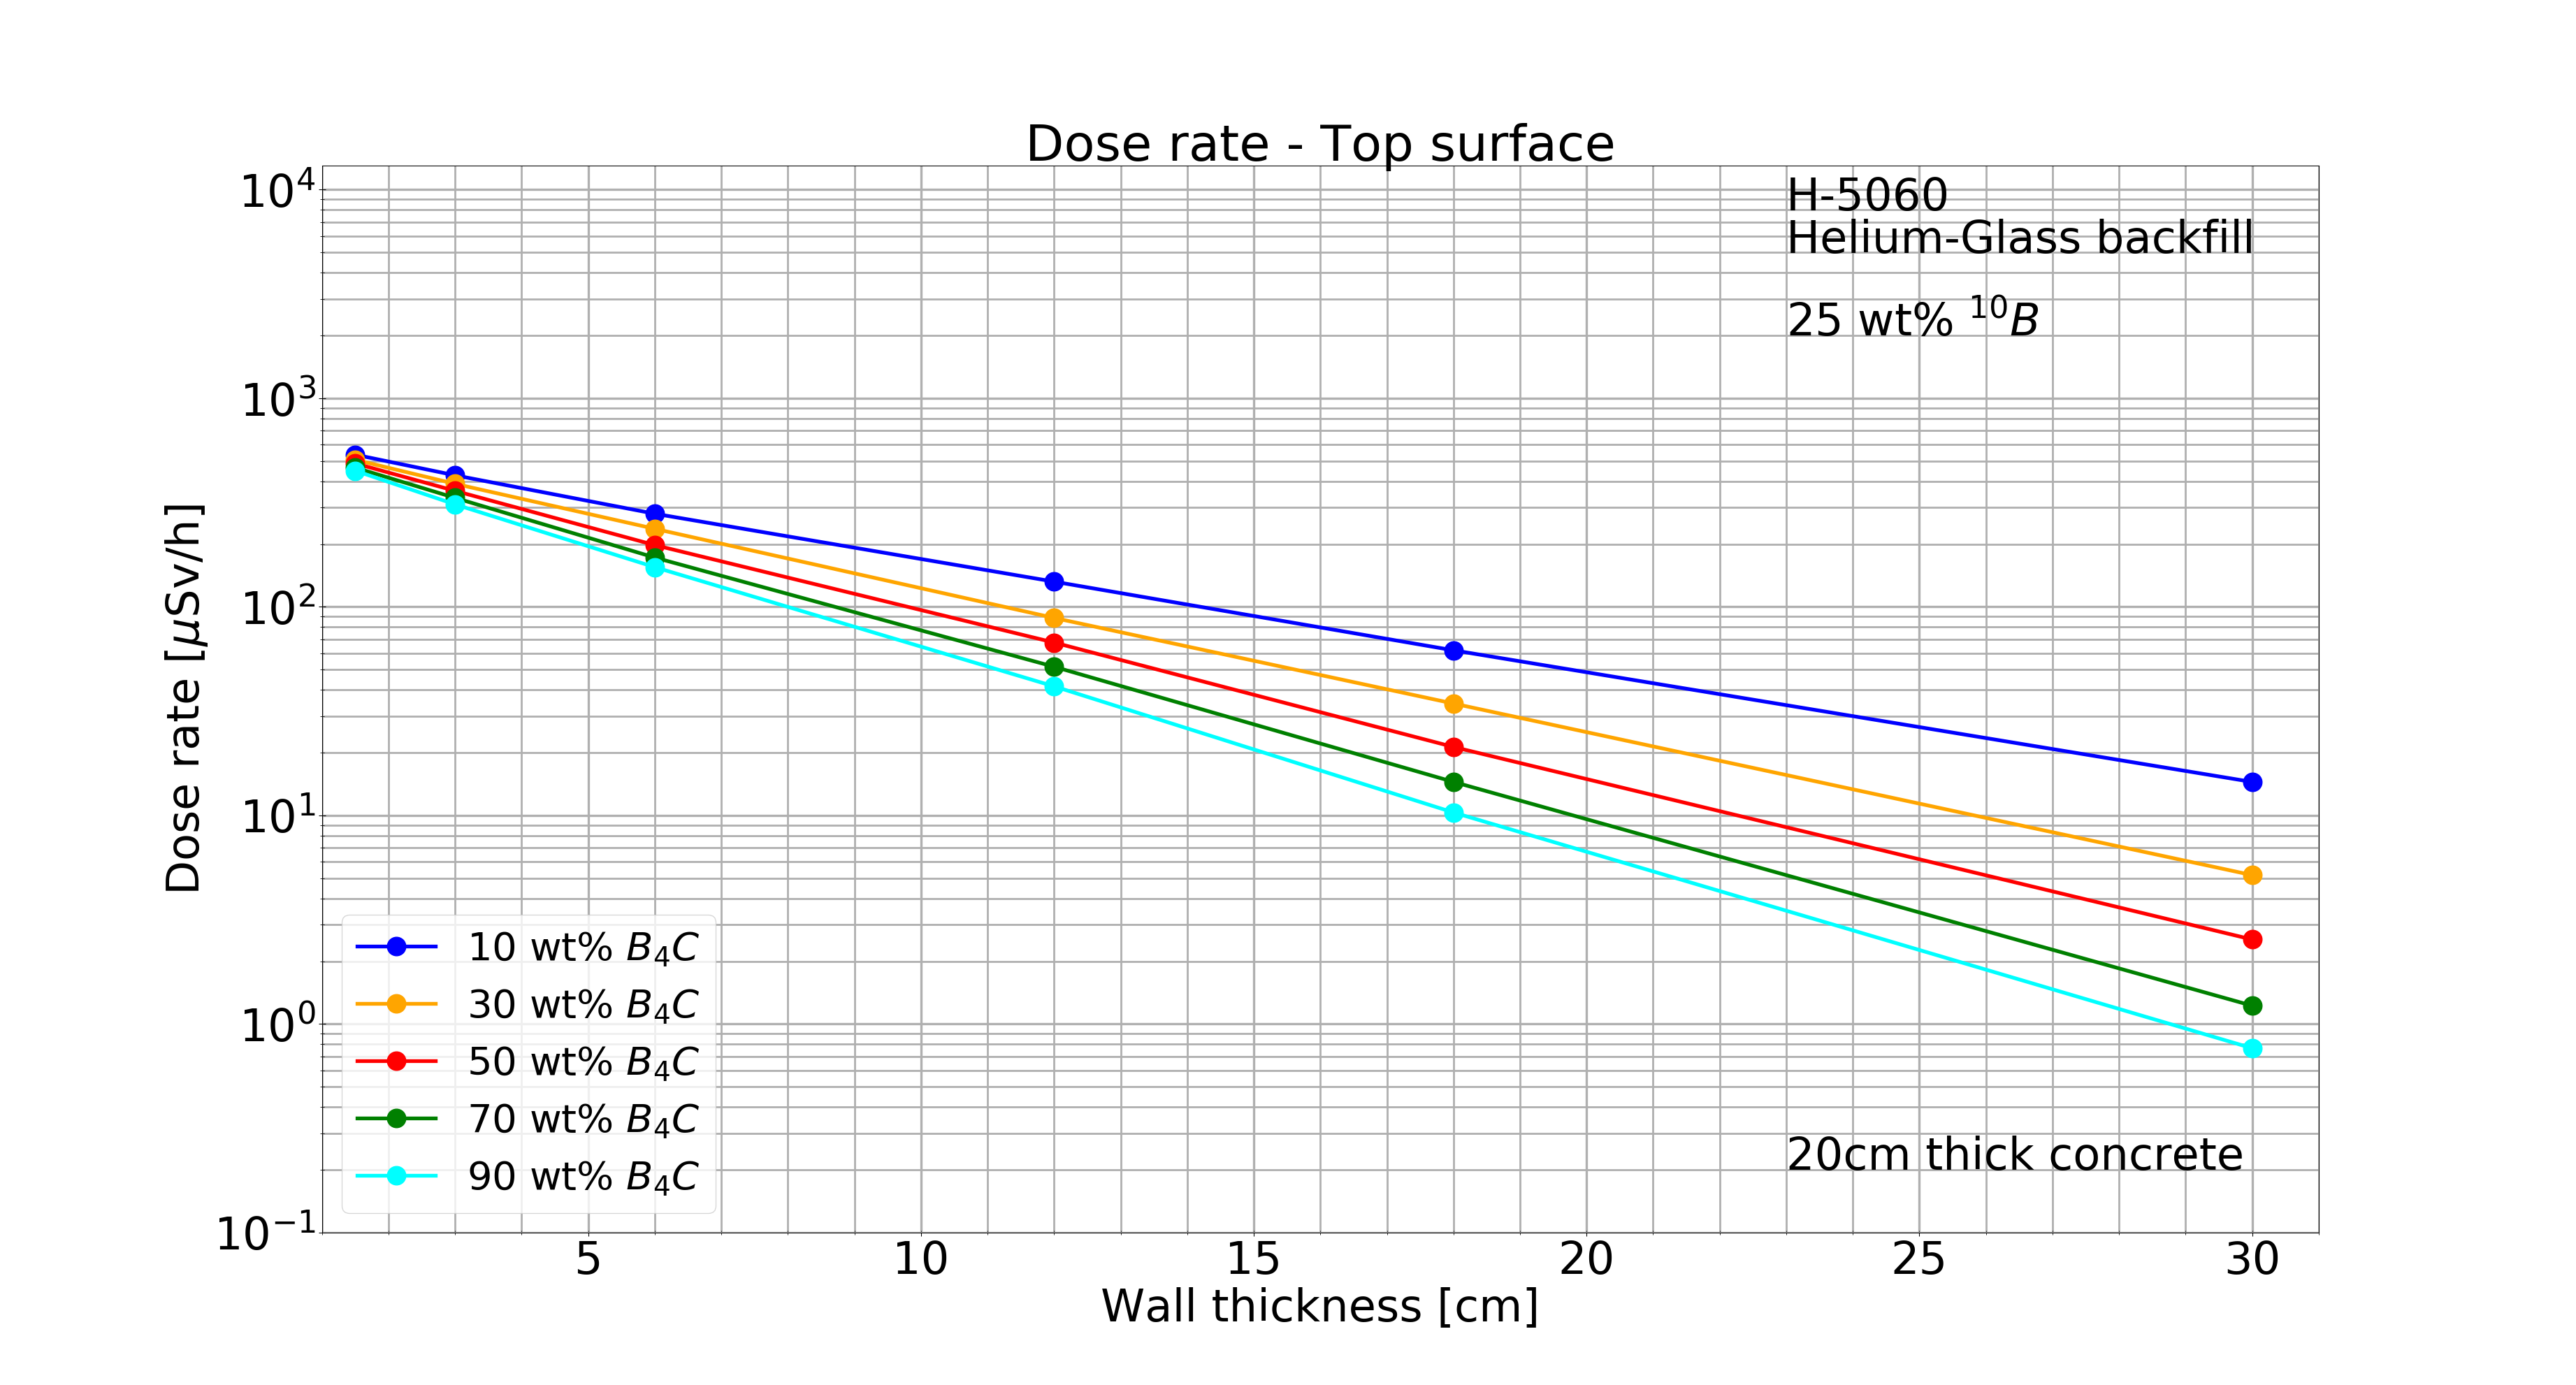 Dose rate - Top surface
H-5060
Helium-Glass backfill
25 wt% ¹⁰B
10⁴
10³
10²
10¹
10⁰
10⁻¹
Dose rate [μSv/h]
10 wt% B₄C
30 wt% B₄C
50 wt% B₄C
70 wt% B₄C
90 wt% B₄C
20cm thick concrete
5 10 15 20 25 30
Wall thickness [cm]